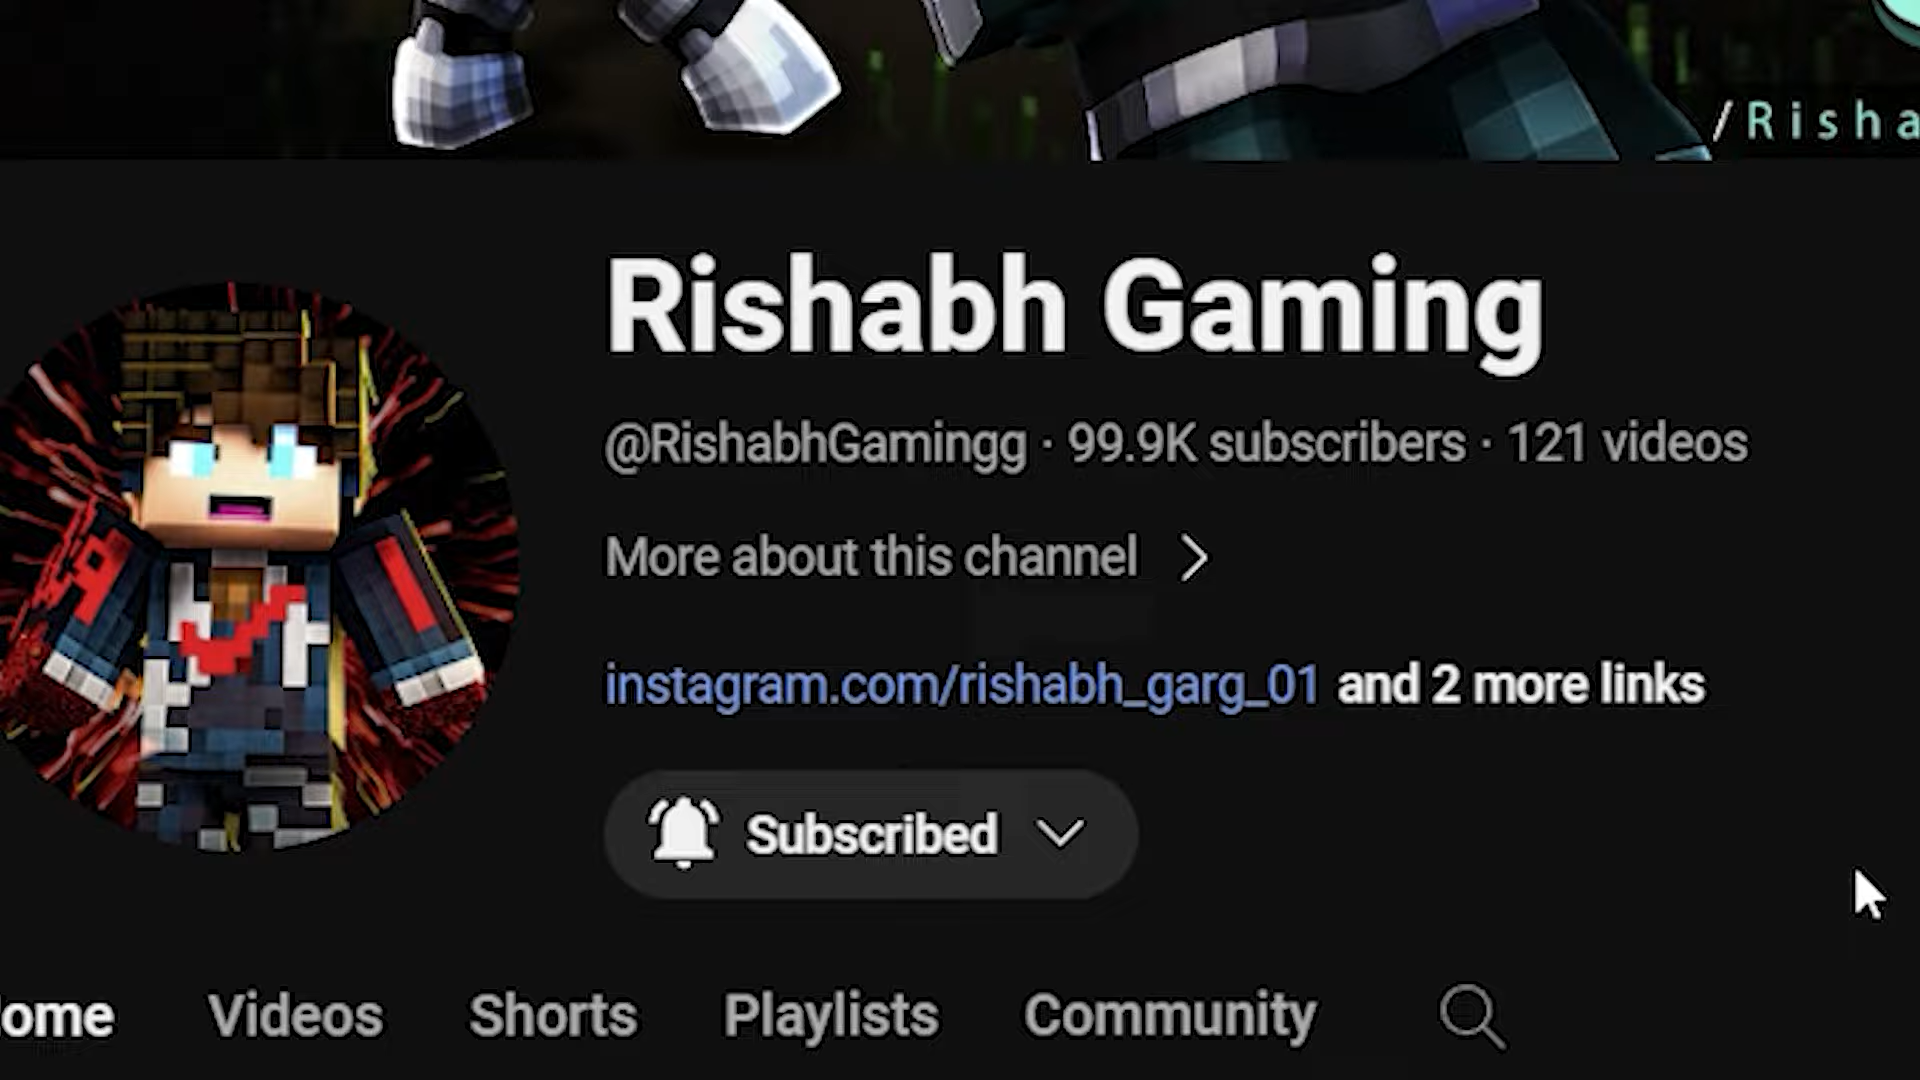 /Risha
Rishabh Gaming
@RishabhGamingg · 99.9K subscribers · 121 videos
More about this channel
instagram.com/rishabh_garg_01 and 2 more links
Subscribed
ome Videos Shorts Playlists Community